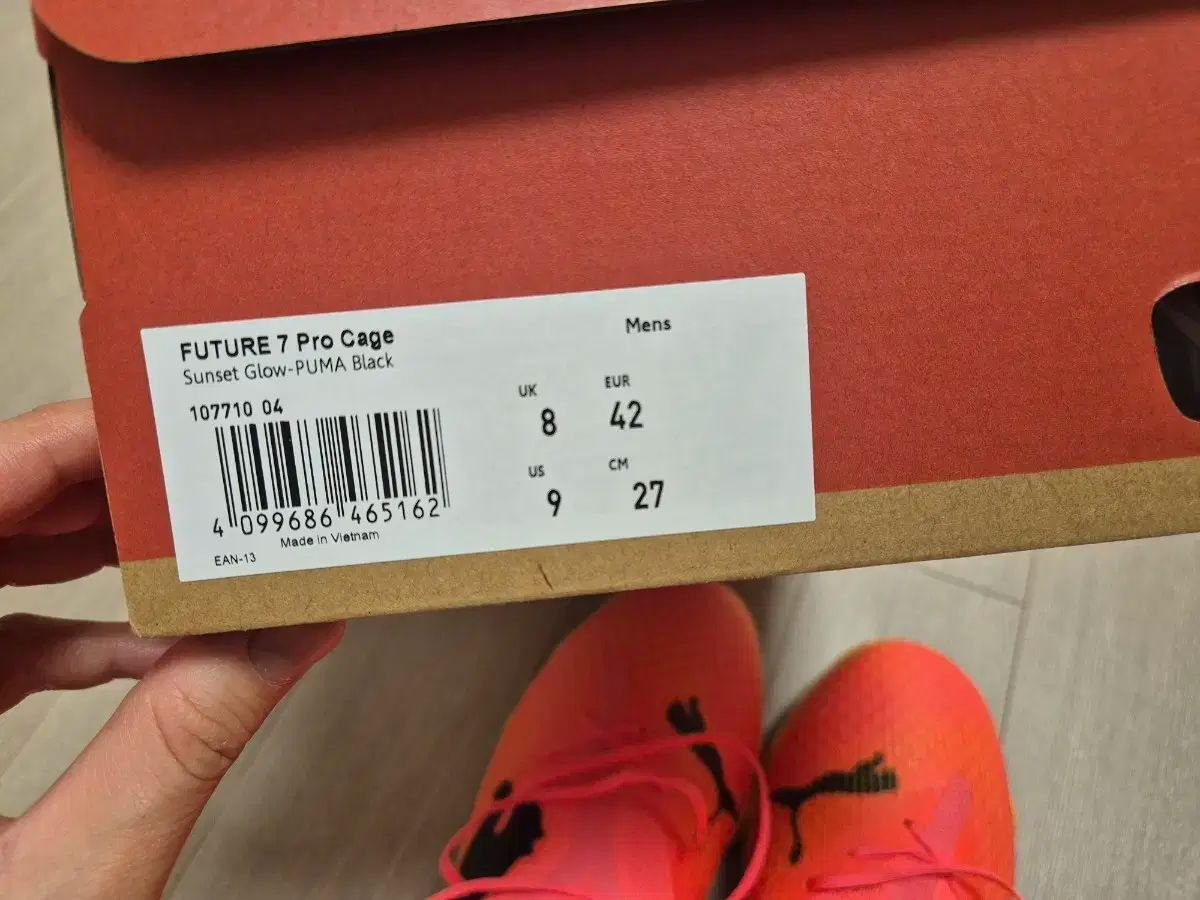 FUTURE 7 Pro Cage
Sunset Glow-PUMA Black
Mens
107710 04
UK
EUR
8
42
US
CM
9
27
4 099686 465162
Made in Vietnam
EAN-13